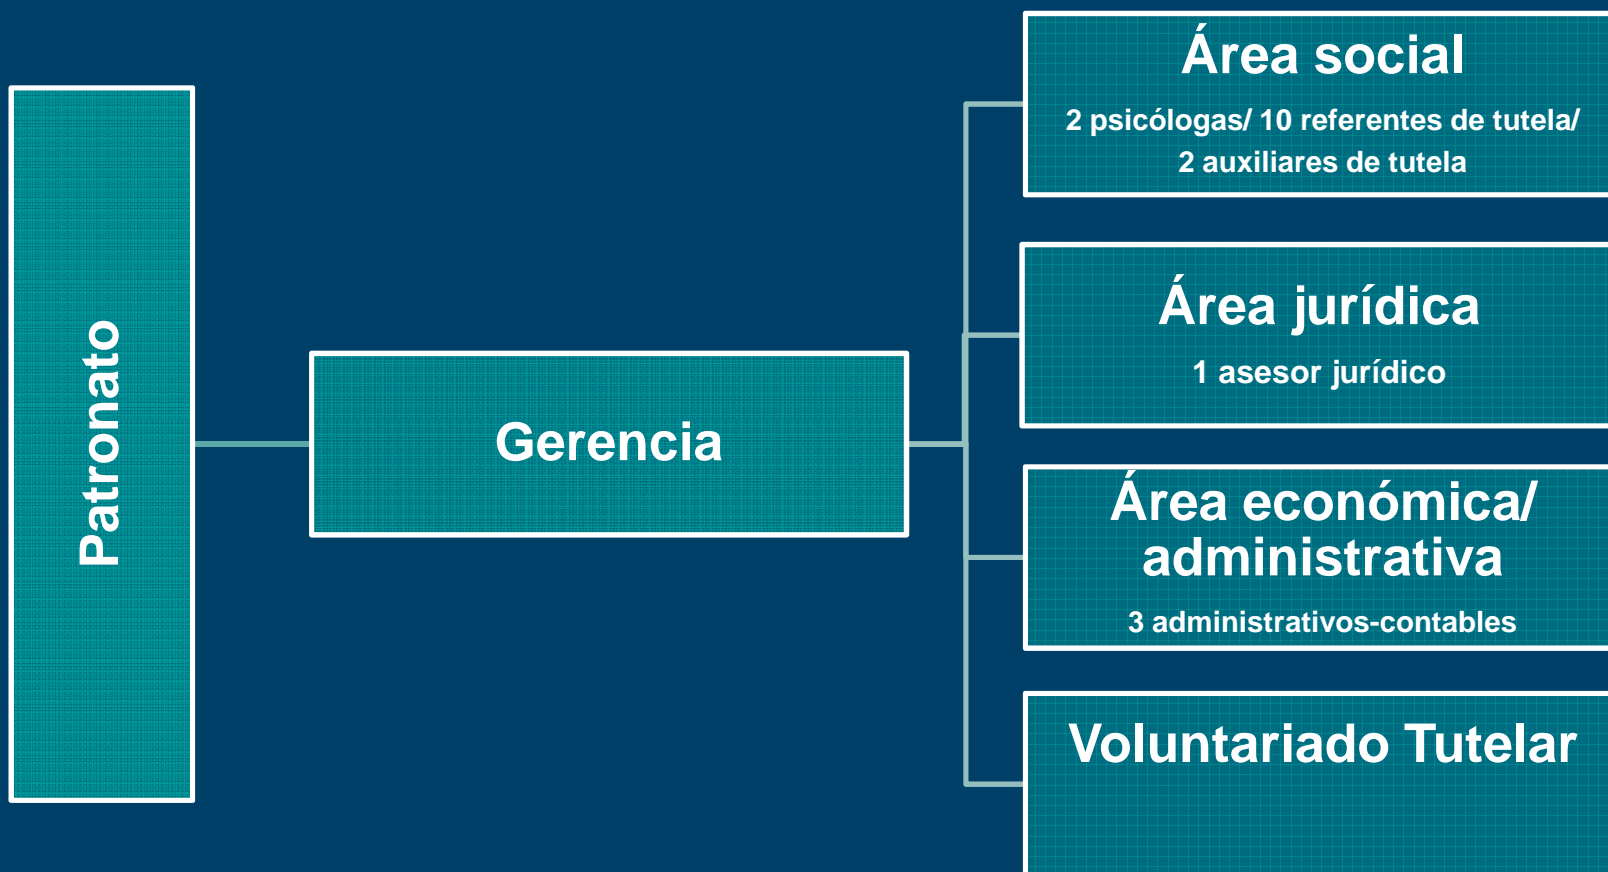 Patronato
Gerencia
Área social
2 psicólogas/ 10 referentes de tutela/
2 auxiliares de tutela
Área jurídica
1 asesor jurídico
Área económica/
administrativa
3 administrativos-contables
Voluntariado Tutelar